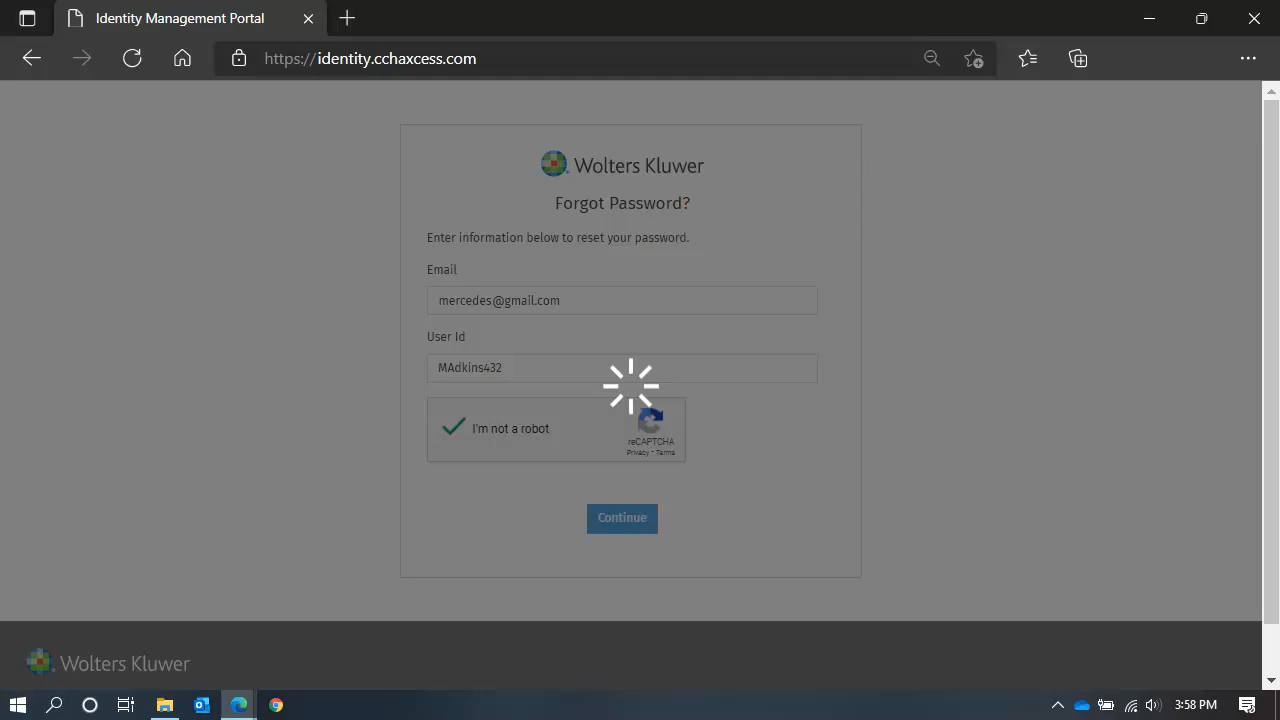 Identity Management Portal
https://identity.cchaxcess.com
Wolters Kluwer
Forgot Password?
Enter information below to reset your password.
Email
mercedes@gmail.com
User Id
MAdkins432
I'm not a robot
reCAPTCHA
Privacy - Terms
Continue
Wolters Kluwer
3:58 PM